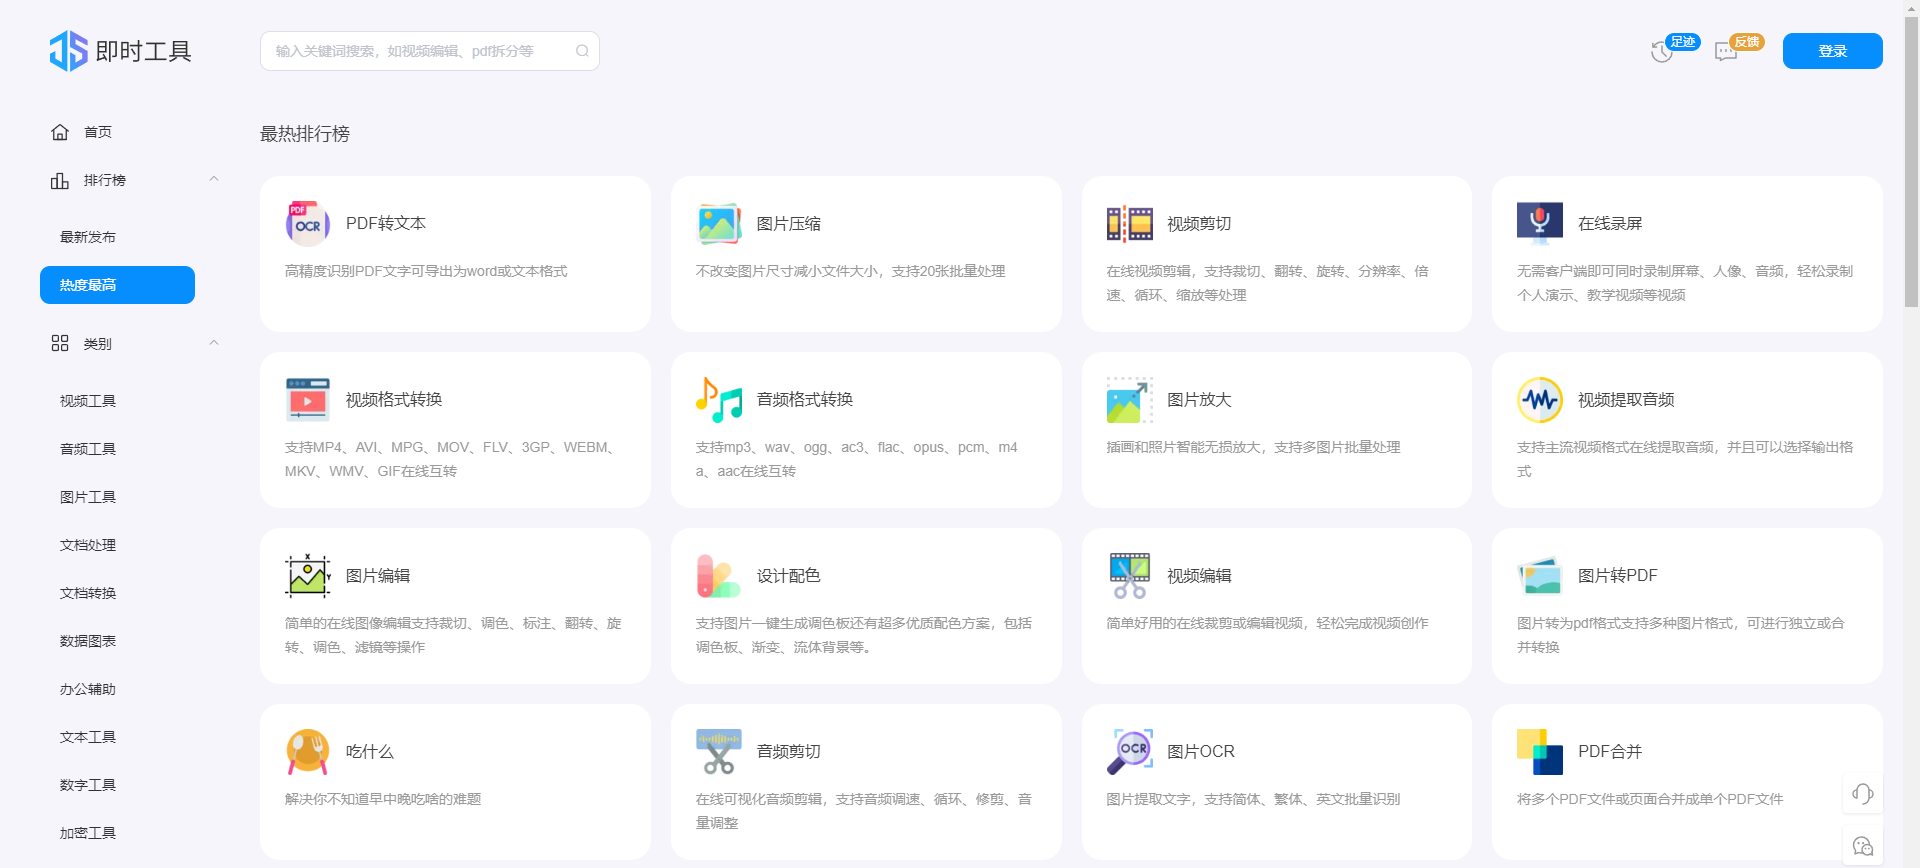 JS 即时工具
输入关键词搜索，如视频编辑、pdf拆分等
足迹
反馈
登录
首页
排行榜
最新发布
热度最高
类别
视频工具
音频工具
图片工具
文档处理
文档转换
数据图表
办公辅助
文本工具
数字工具
加密工具
最热排行榜
PDF
OCR
PDF转文本
高精度识别PDF文字可导出为word或文本格式
图片压缩
不改变图片尺寸减小文件大小，支持20张批量处理
视频剪切
在线视频剪辑，支持裁切、翻转、旋转、分辨率、倍
速、循环、缩放等处理
在线录屏
无需客户端即可同时录制屏幕、人像、音频，轻松录制
个人演示、教学视频等视频
视频格式转换
支持MP4、AVI、MPG、MOV、FLV、3GP、WEBM、
MKV、WMV、GIF在线互转
音频格式转换
支持mp3、wav、ogg、ac3、flac、opus、pcm、m4
a、aac在线互转
图片放大
插画和照片智能无损放大，支持多图片批量处理
视频提取音频
支持主流视频格式在线提取音频，并且可以选择输出格
式
X
Y
图片编辑
简单的在线图像编辑支持裁切、调色、标注、翻转、旋
转、调色、滤镜等操作
设计配色
支持图片一键生成调色板还有超多优质配色方案，包括
调色板、渐变、流体背景等。
视频编辑
简单好用的在线裁剪或编辑视频，轻松完成视频创作
图片转PDF
图片转为pdf格式支持多种图片格式，可进行独立或合
并转换
吃什么
解决你不知道早中晚吃啥的难题
音频剪切
在线可视化音频剪辑，支持音频调速、循环、修剪、音
量调整
OCR
图片OCR
图片提取文字，支持简体、繁体、英文批量识别
PDF合并
将多个PDF文件或页面合并成单个PDF文件